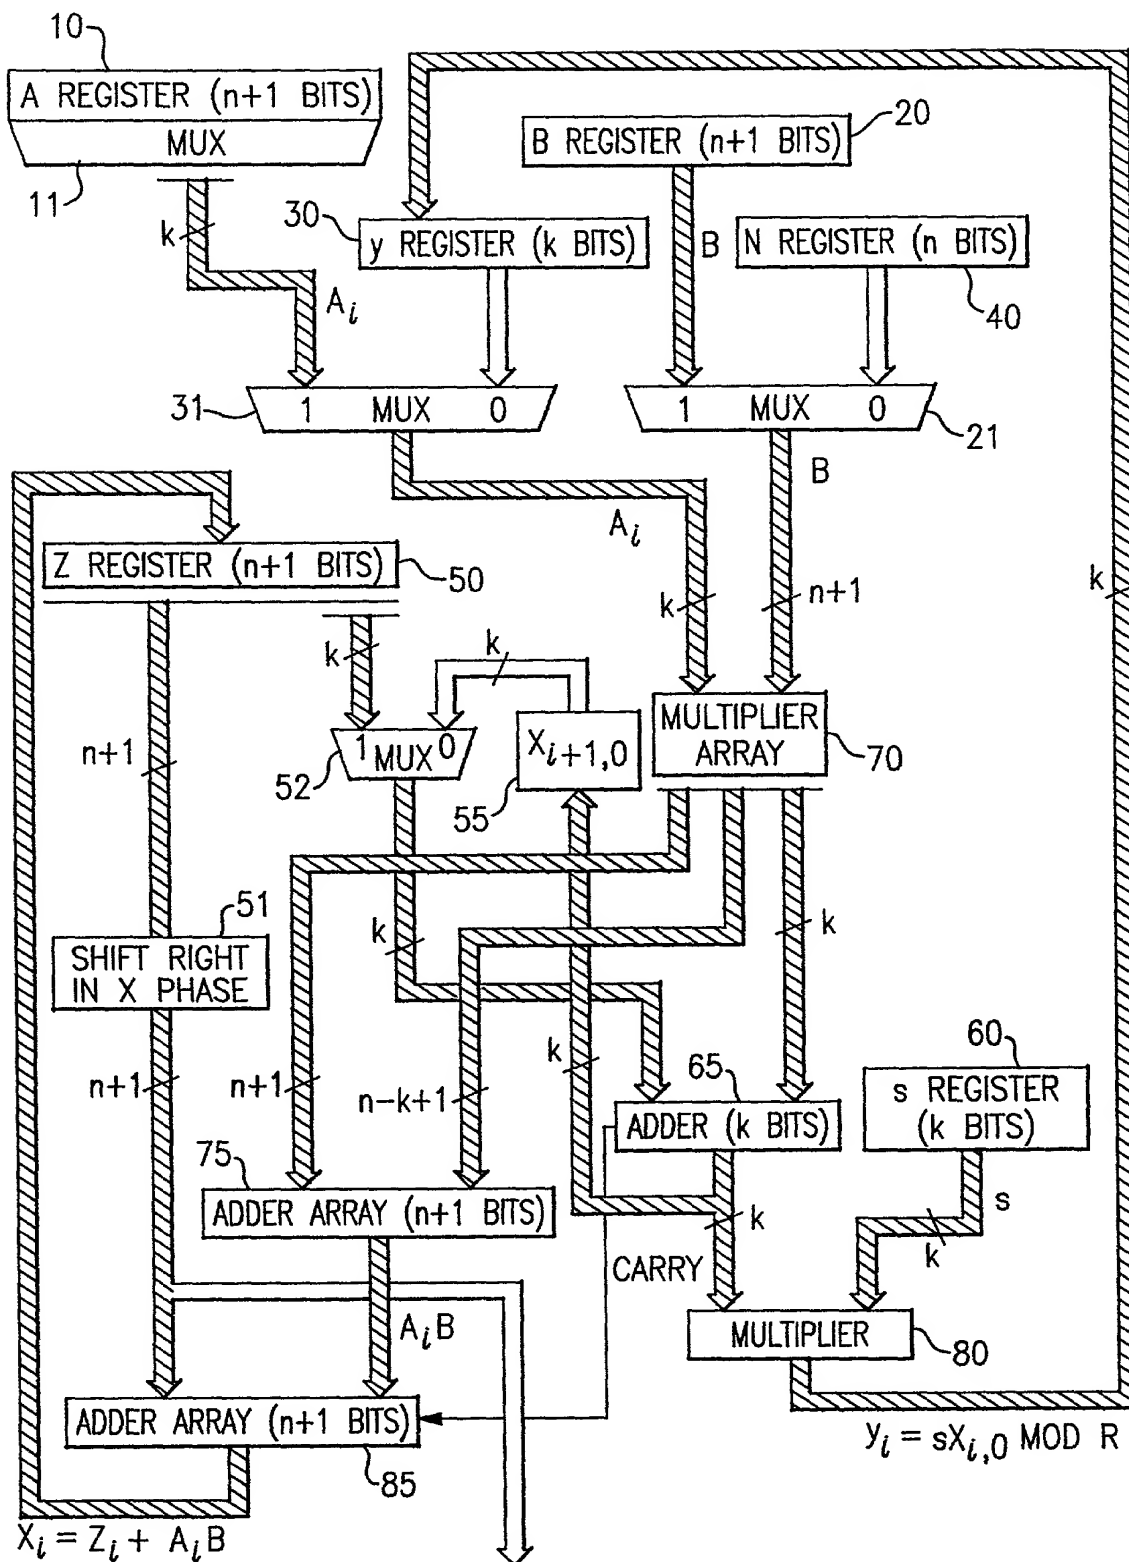 10
A REGISTER (n+1 BITS)
MUX
11
k
A_i
20
B REGISTER (n+1 BITS)
30
y REGISTER (k BITS)
B
N REGISTER (n BITS)
40
31
1 MUX 0
1 MUX 0
21
B
A_i
Z REGISTER (n+1 BITS)
50
k
k
n+1
k
k
n+1
1 MUX 0
52
X_{i+1,0}
55
MULTIPLIER
ARRAY
70
51
SHIFT RIGHT
IN X PHASE
k
k
n+1
n+1
n-k+1
k
65
ADDER (k BITS)
60
s REGISTER
(k BITS)
75
ADDER ARRAY (n+1 BITS)
k
s
k
CARRY
A_iB
MULTIPLIER
80
ADDER ARRAY (n+1 BITS)
85
y_i = sX_{i,0} MOD R
X_i = Z_i + A_iB